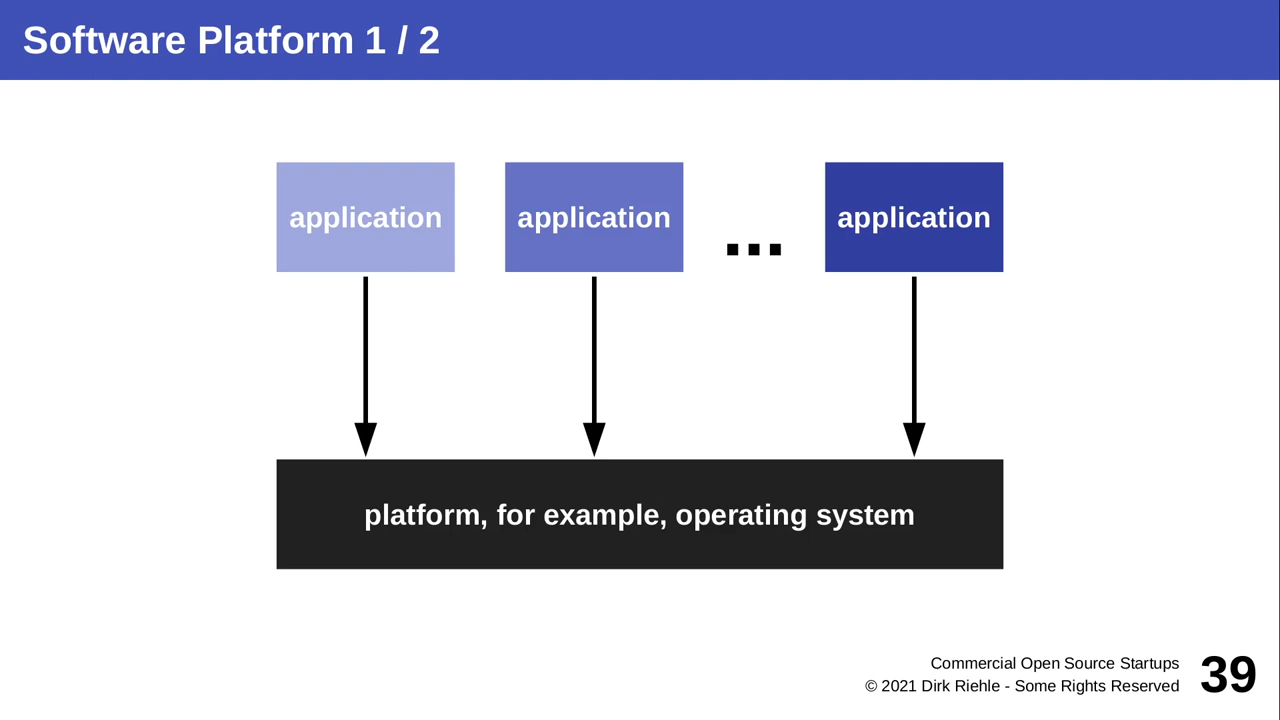 Software Platform 1 / 2
application
application
...
application
platform, for example, operating system
Commercial Open Source Startups
© 2021 Dirk Riehle - Some Rights Reserved
39